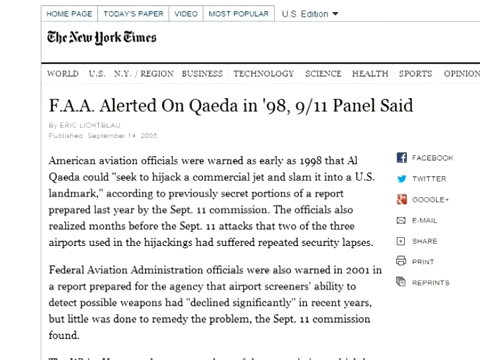 HOME PAGE TODAY'S PAPER VIDEO MOST POPULAR U.S. Edition
The New York Times
WORLD U.S. N.Y. / REGION BUSINESS TECHNOLOGY SCIENCE HEALTH SPORTS OPINION
F.A.A. Alerted On Qaeda in '98, 9/11 Panel Said
By ERIC LICHTBLAU
Published: September 14, 2005
American aviation officials were warned as early as 1998 that Al
Qaeda could "seek to hijack a commercial jet and slam it into a U.S.
landmark," according to previously secret portions of a report
prepared last year by the Sept. 11 commission. The officials also
realized months before the Sept. 11 attacks that two of the three
airports used in the hijackings had suffered repeated security lapses.
Federal Aviation Administration officials were also warned in 2001 in
a report prepared for the agency that airport screeners' ability to
detect possible weapons had "declined significantly" in recent years,
but little was done to remedy the problem, the Sept. 11 commission
found.
FACEBOOK
TWITTER
GOOGLE+
E-MAIL
SHARE
PRINT
REPRINTS